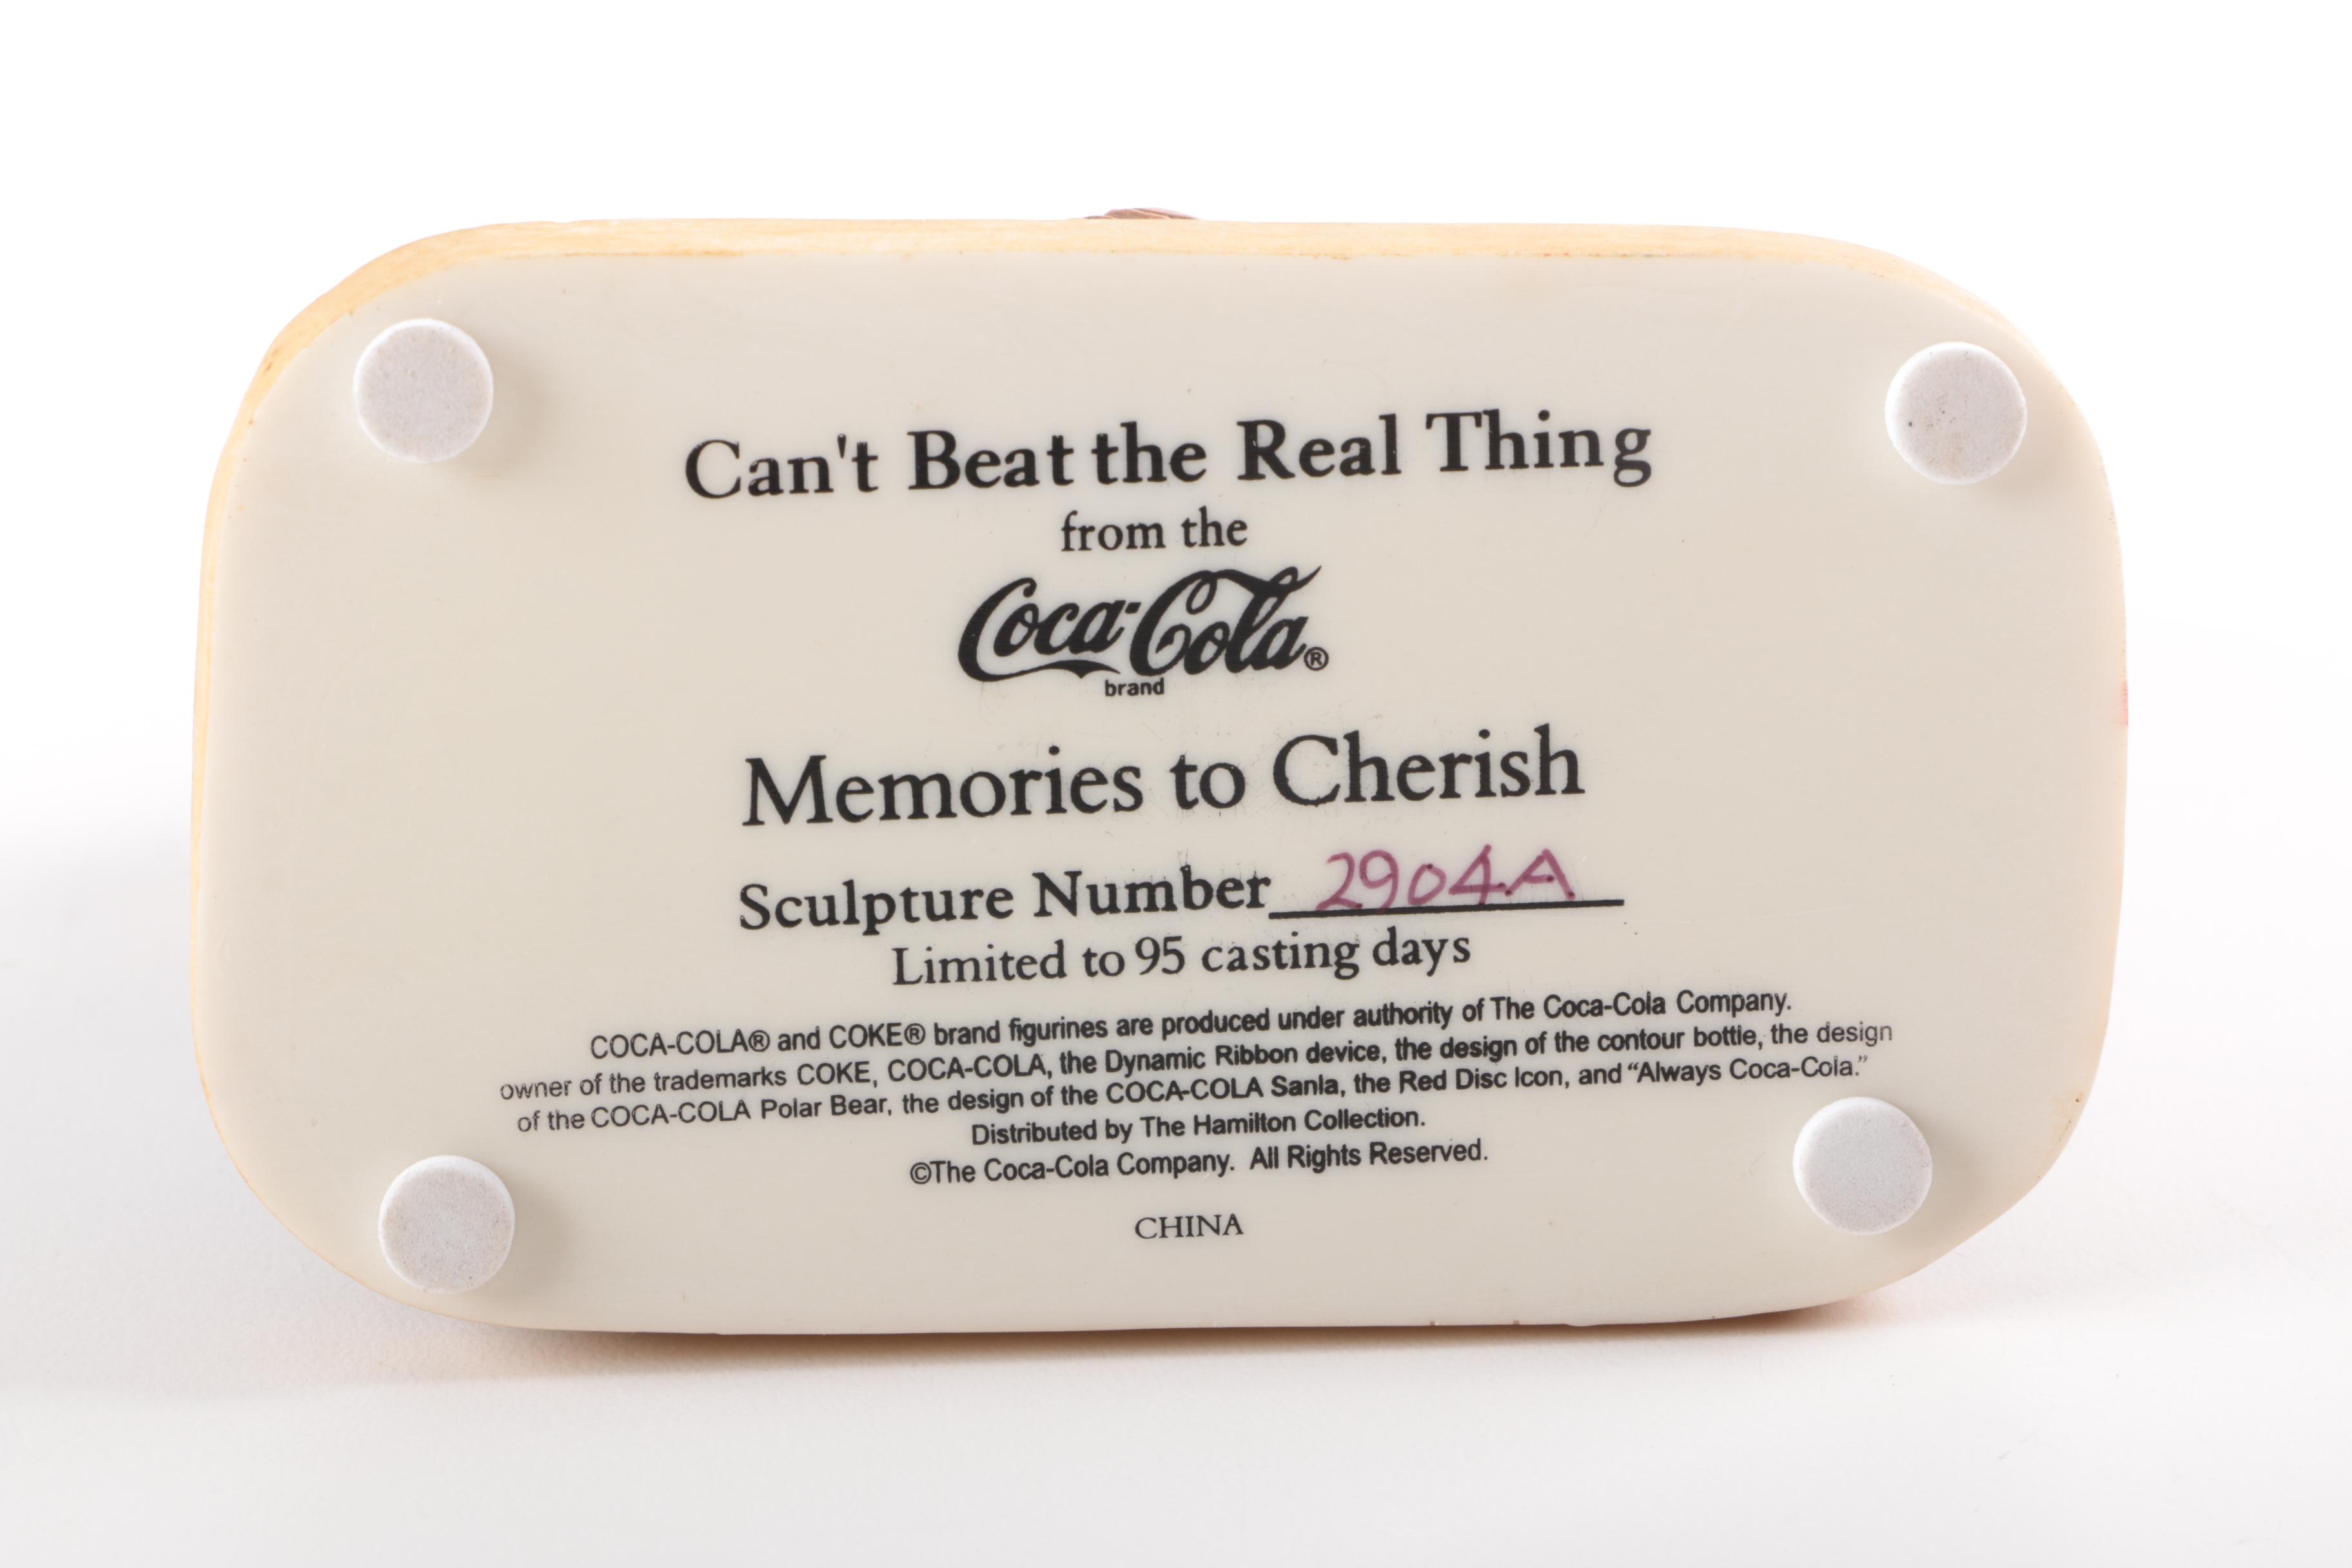 Can't Beat the Real Thing
from the
Coca-Cola®
brand
Memories to Cherish
Sculpture Number 2904A
Limited to 95 casting days
COCA-COLA® and COKE® brand figurines are produced under authority of The Coca-Cola Company.
owner of the trademarks COKE, COCA-COLA, the Dynamic Ribbon device, the design of the contour bottle, the design
of the COCA-COLA Polar Bear, the design of the COCA-COLA Sanla, the Red Disc Icon, and “Always Coca-Cola.”
Distributed by The Hamilton Collection.
©The Coca-Cola Company. All Rights Reserved.
CHINA